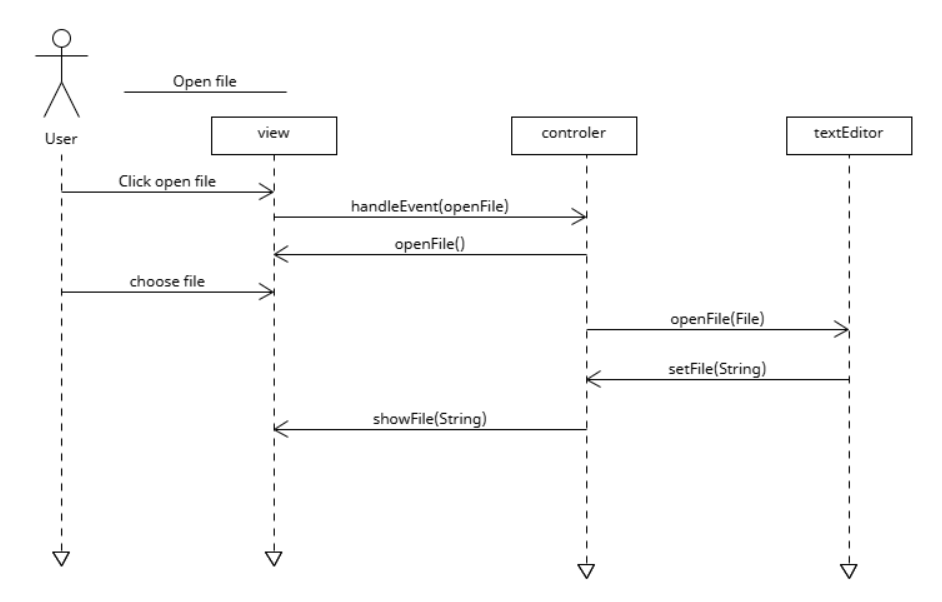 Open file
User
view
controler
textEditor
Click open file
handleEvent(openFile)
openFile()
choose file
openFile(File)
setFile(String)
showFile(String)